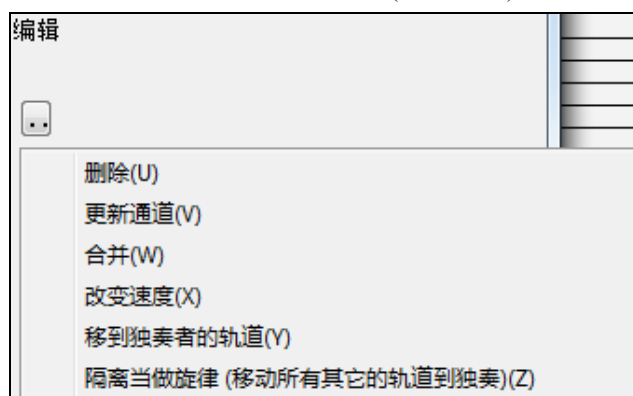 编辑
..
删除(U)
更新通道(V)
合并(W)
改变速度(X)
移到独奏者的轨道(Y)
隔离当做旋律 (移动所有其它的轨道到独奏)(Z)